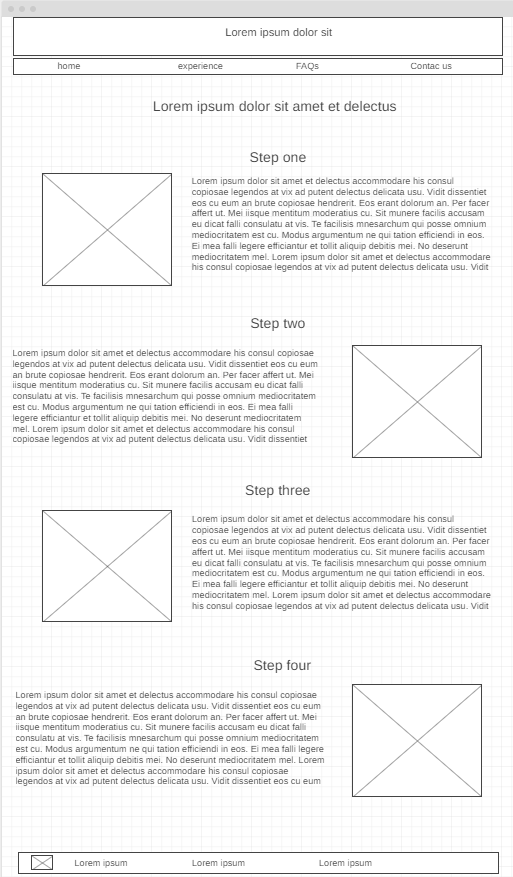 Lorem ipsum dolor sit
home experience FAQs Contac us
Lorem ipsum dolor sit amet et delectus
Step one
Lorem ipsum dolor sit amet et delectus accommodare his consul
copiosae legendos at vix ad putent delectus delicata usu. Vidit dissentiet
eos cu eum an brute copiosae hendrerit. Eos erant dolorum an. Per facer
affert ut. Mei iisque mentitum moderatius cu. Sit munere facilis accusam
eu dicat falli consulatu at vis. Te facilisis mnesarchum qui posse omnium
mediocritatem est cu. Modus argumentum ne qui tation efficiendi in eos.
Ei mea falli legere efficiantur et tollit aliquip debitis mei. No deserunt
mediocritatem mel. Lorem ipsum dolor sit amet et delectus accommodare
his consul copiosae legendos at vix ad putent delectus delicata usu. Vidit
Step two
Lorem ipsum dolor sit amet et delectus accommodare his consul copiosae
legendos at vix ad putent delectus delicata usu. Vidit dissentiet eos cu eum
an brute copiosae hendrerit. Eos erant dolorum an. Per facer affert ut. Mei
iisque mentitum moderatius cu. Sit munere facilis accusam eu dicat falli
consulatu at vis. Te facilisis mnesarchum qui posse omnium mediocritatem
est cu. Modus argumentum ne qui tation efficiendi in eos. Ei mea falli
legere efficiantur et tollit aliquip debitis mei. No deserunt mediocritatem
mel. Lorem ipsum dolor sit amet et delectus accommodare his consul
copiosae legendos at vix ad putent delectus delicata usu. Vidit dissentiet
Step three
Lorem ipsum dolor sit amet et delectus accommodare his consul
copiosae legendos at vix ad putent delectus delicata usu. Vidit dissentiet
eos cu eum an brute copiosae hendrerit. Eos erant dolorum an. Per facer
affert ut. Mei iisque mentitum moderatius cu. Sit munere facilis accusam
eu dicat falli consulatu at vis. Te facilisis mnesarchum qui posse omnium
mediocritatem est cu. Modus argumentum ne qui tation efficiendi in eos.
Ei mea falli legere efficiantur et tollit aliquip debitis mei. No deserunt
mediocritatem mel. Lorem ipsum dolor sit amet et delectus accommodare
his consul copiosae legendos at vix ad putent delectus delicata usu. Vidit
Step four
Lorem ipsum dolor sit amet et delectus accommodare his consul copiosae
legendos at vix ad putent delectus delicata usu. Vidit dissentiet eos cu eum
an brute copiosae hendrerit. Eos erant dolorum an. Per facer affert ut. Mei
iisque mentitum moderatius cu. Sit munere facilis accusam eu dicat falli
consulatu at vis. Te facilisis mnesarchum qui posse omnium mediocritatem
est cu. Modus argumentum ne qui tation efficiendi in eos. Ei mea falli legere
efficiantur et tollit aliquip debitis mei. No deserunt mediocritatem mel. Lorem
ipsum dolor sit amet et delectus accommodare his consul copiosae
legendos at vix ad putent delectus delicata usu. Vidit dissentiet eos cu eum
Lorem ipsum Lorem ipsum Lorem ipsum